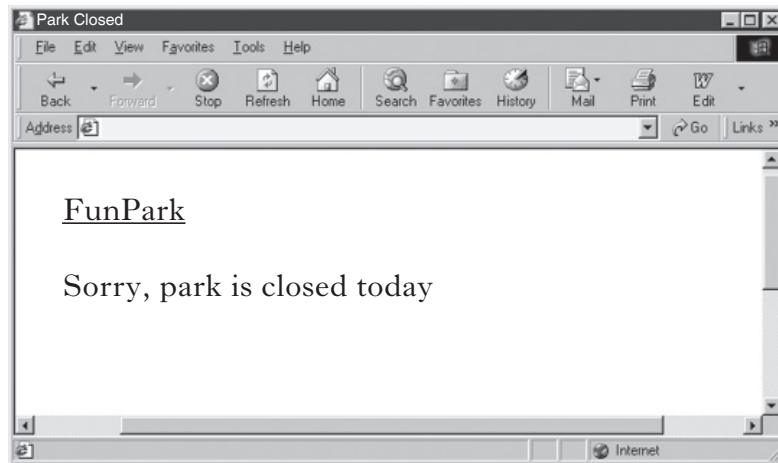 Park Closed
File Edit View Favorites Tools Help
Back Forward Stop Refresh Home Search Favorites History Mail Print Edit
Address Go Links »
FunPark
Sorry, park is closed today
Internet